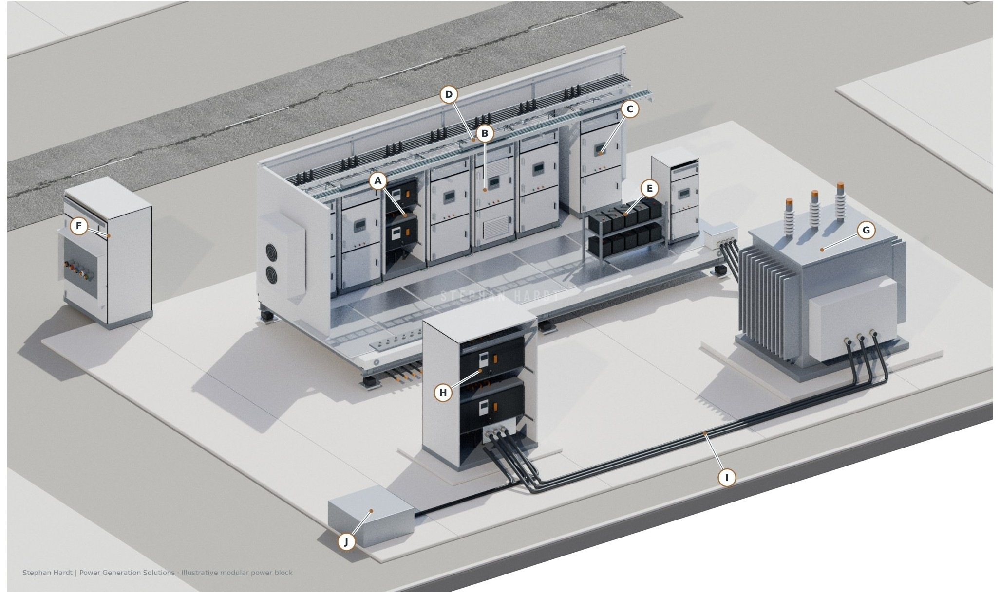 D
C
B
A
E
F
G
STEPHAN HARDT
H
I
J
Stephan Hardt | Power Generation Solutions · Illustrative modular power block